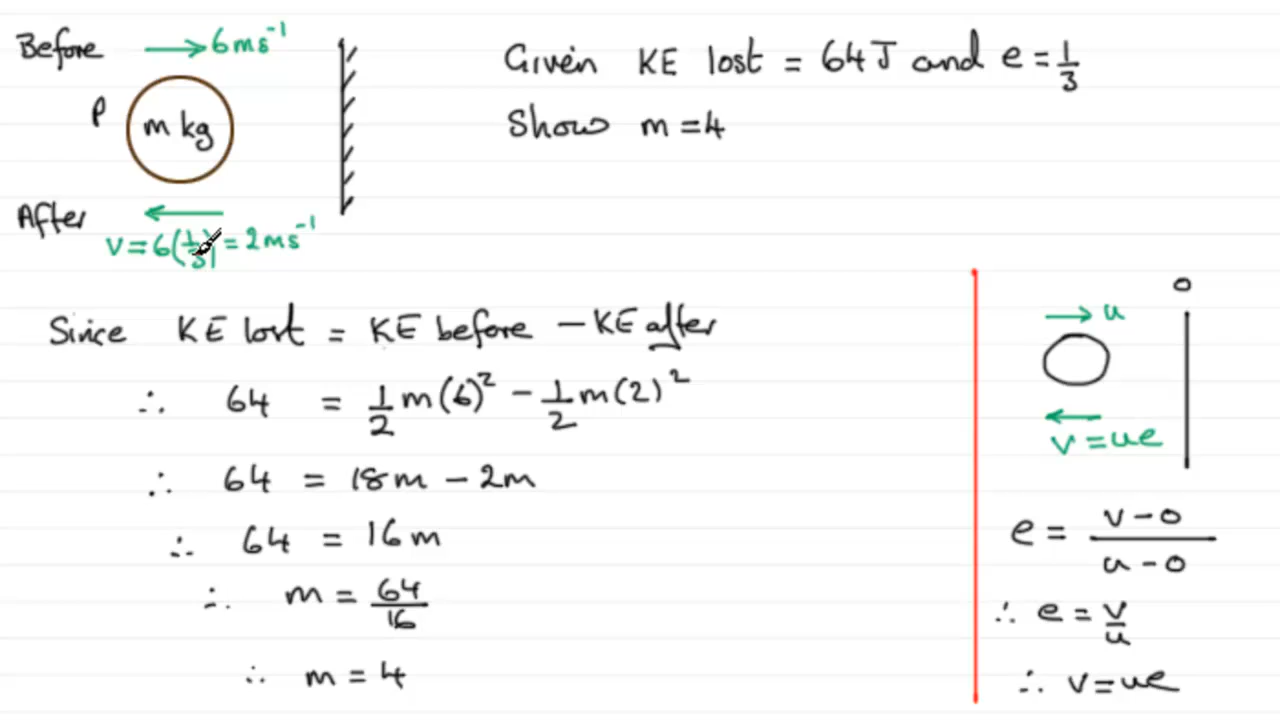 Before → 6ms⁻¹
P m kg
After ←
v = 6(1/3) = 2ms⁻¹
Given KE lost = 64J and e = 1/3
Show m = 4
Since KE lost = KE before - KE after
∴ 64 = 1/2 m(6)² - 1/2 m(2)²
∴ 64 = 18m - 2m
∴ 64 = 16m
∴ m = 64/16
∴ m = 4
0
→ u
←
v = ue
e = v-0/u-0
∴ e = v/u
∴ v = ue